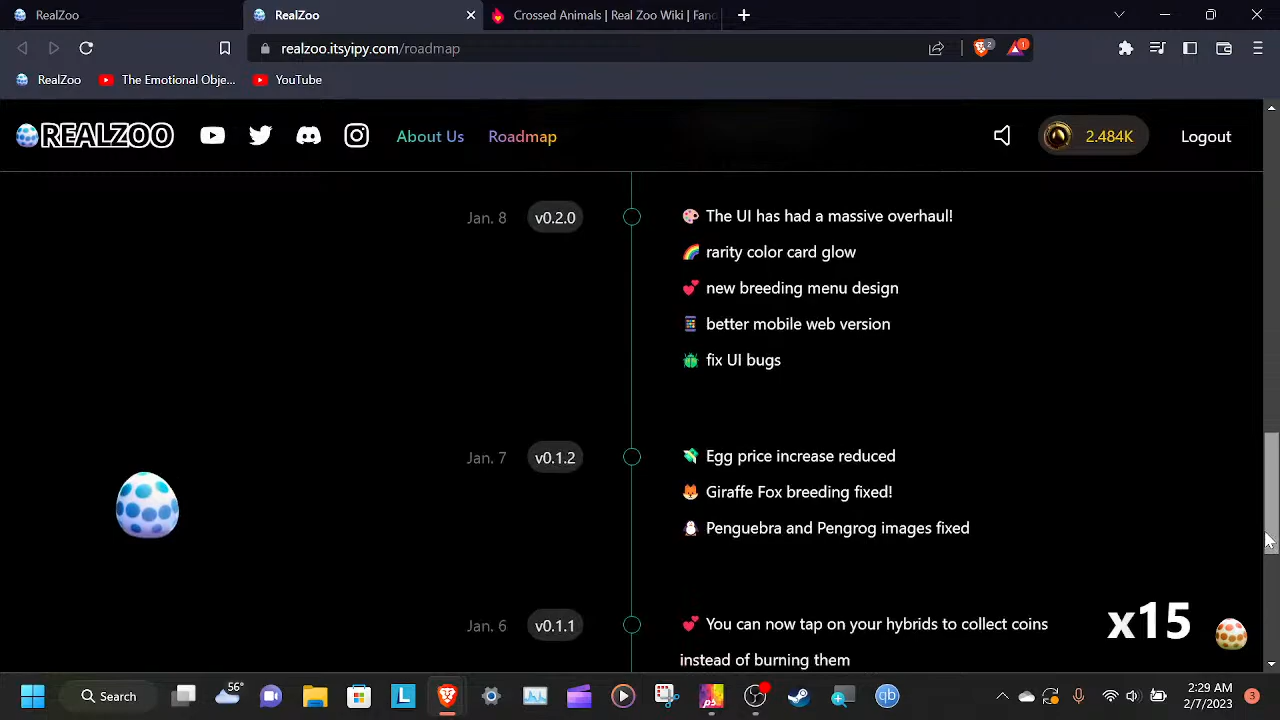 RealZoo
RealZoo
Crossed Animals | Real Zoo Wiki | Fan
realzoo.itsyipy.com/roadmap
2
1
RealZoo
The Emotional Obje...
YouTube
REALZOO
About Us
Roadmap
2.484K
Logout
Jan. 8
v0.2.0
The UI has had a massive overhaul!
rarity color card glow
new breeding menu design
better mobile web version
fix UI bugs
Jan. 7
v0.1.2
Egg price increase reduced
Giraffe Fox breeding fixed!
Penguebra and Pengrog images fixed
Jan. 6
v0.1.1
You can now tap on your hybrids to collect coins
instead of burning them
x15
Search
56°
L
ps
qb
2:29 AM
2/7/2023
3